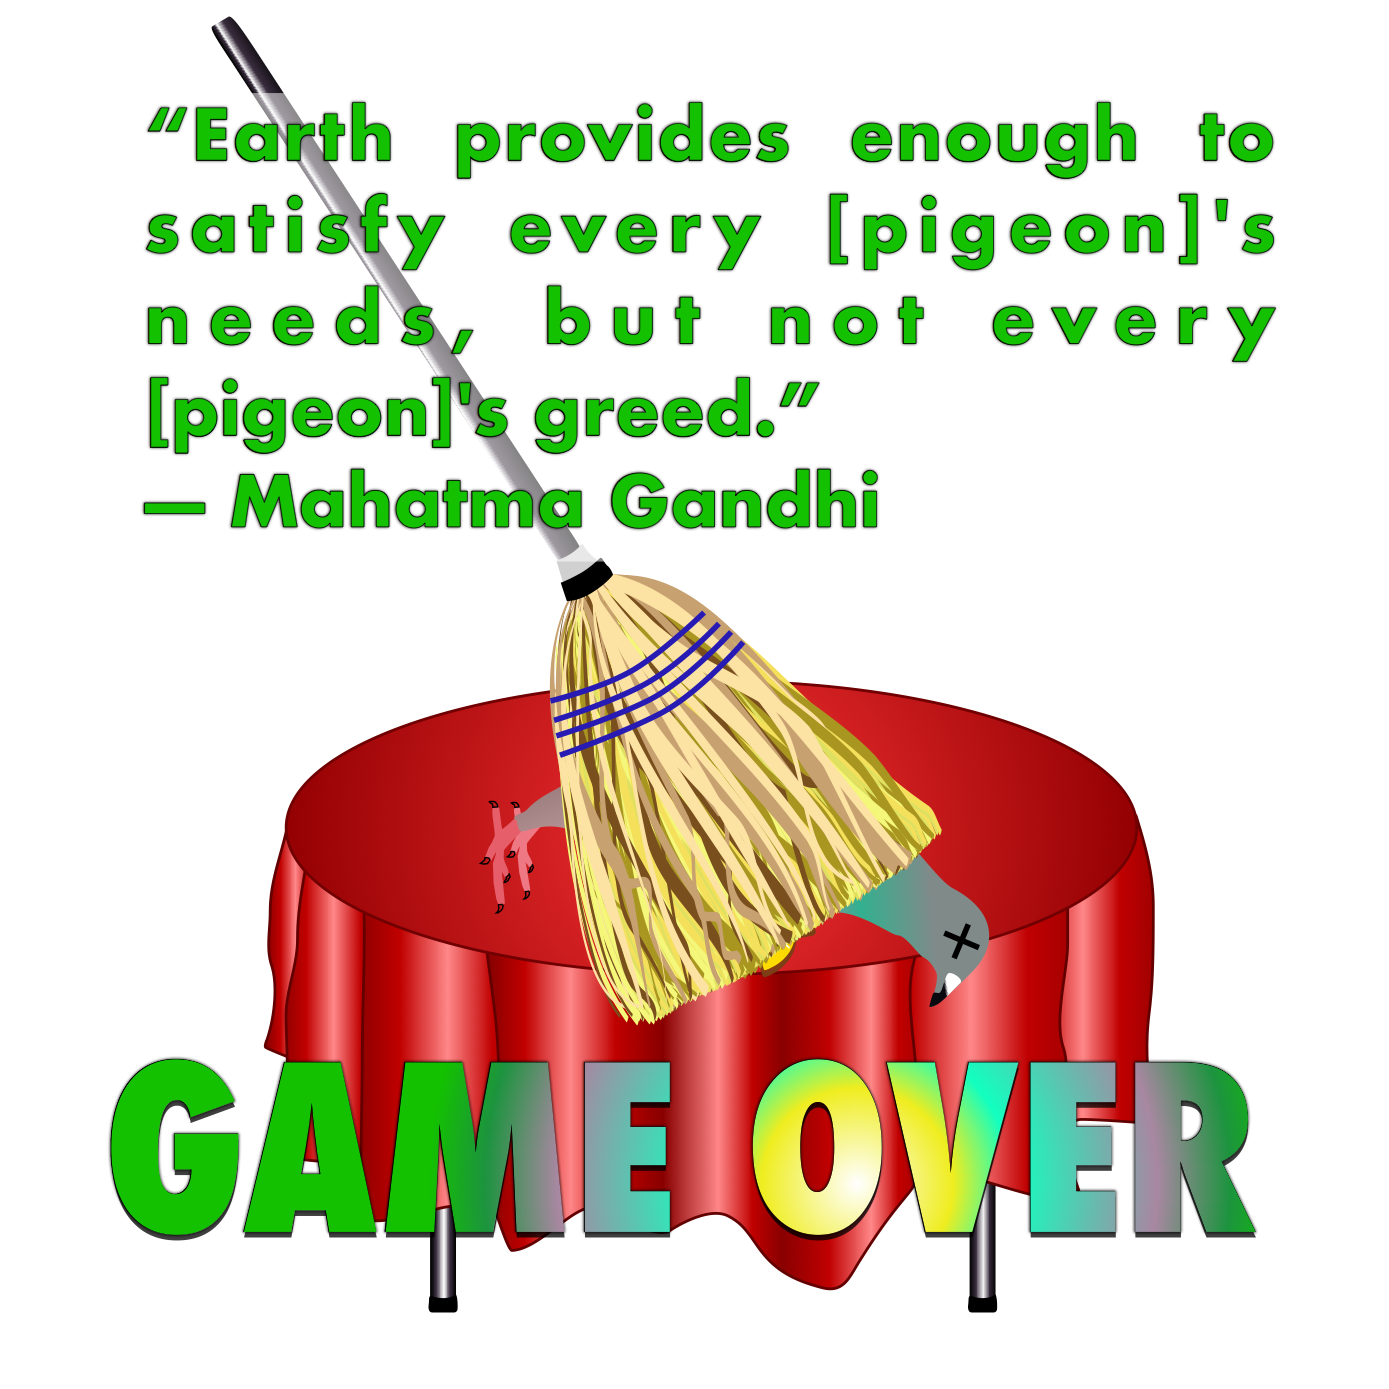 “Earth provides enough to
satisfy every [pigeon]'s
needs, but not every
[pigeon]'s greed.”
— Mahatma Gandhi
GAME OVER